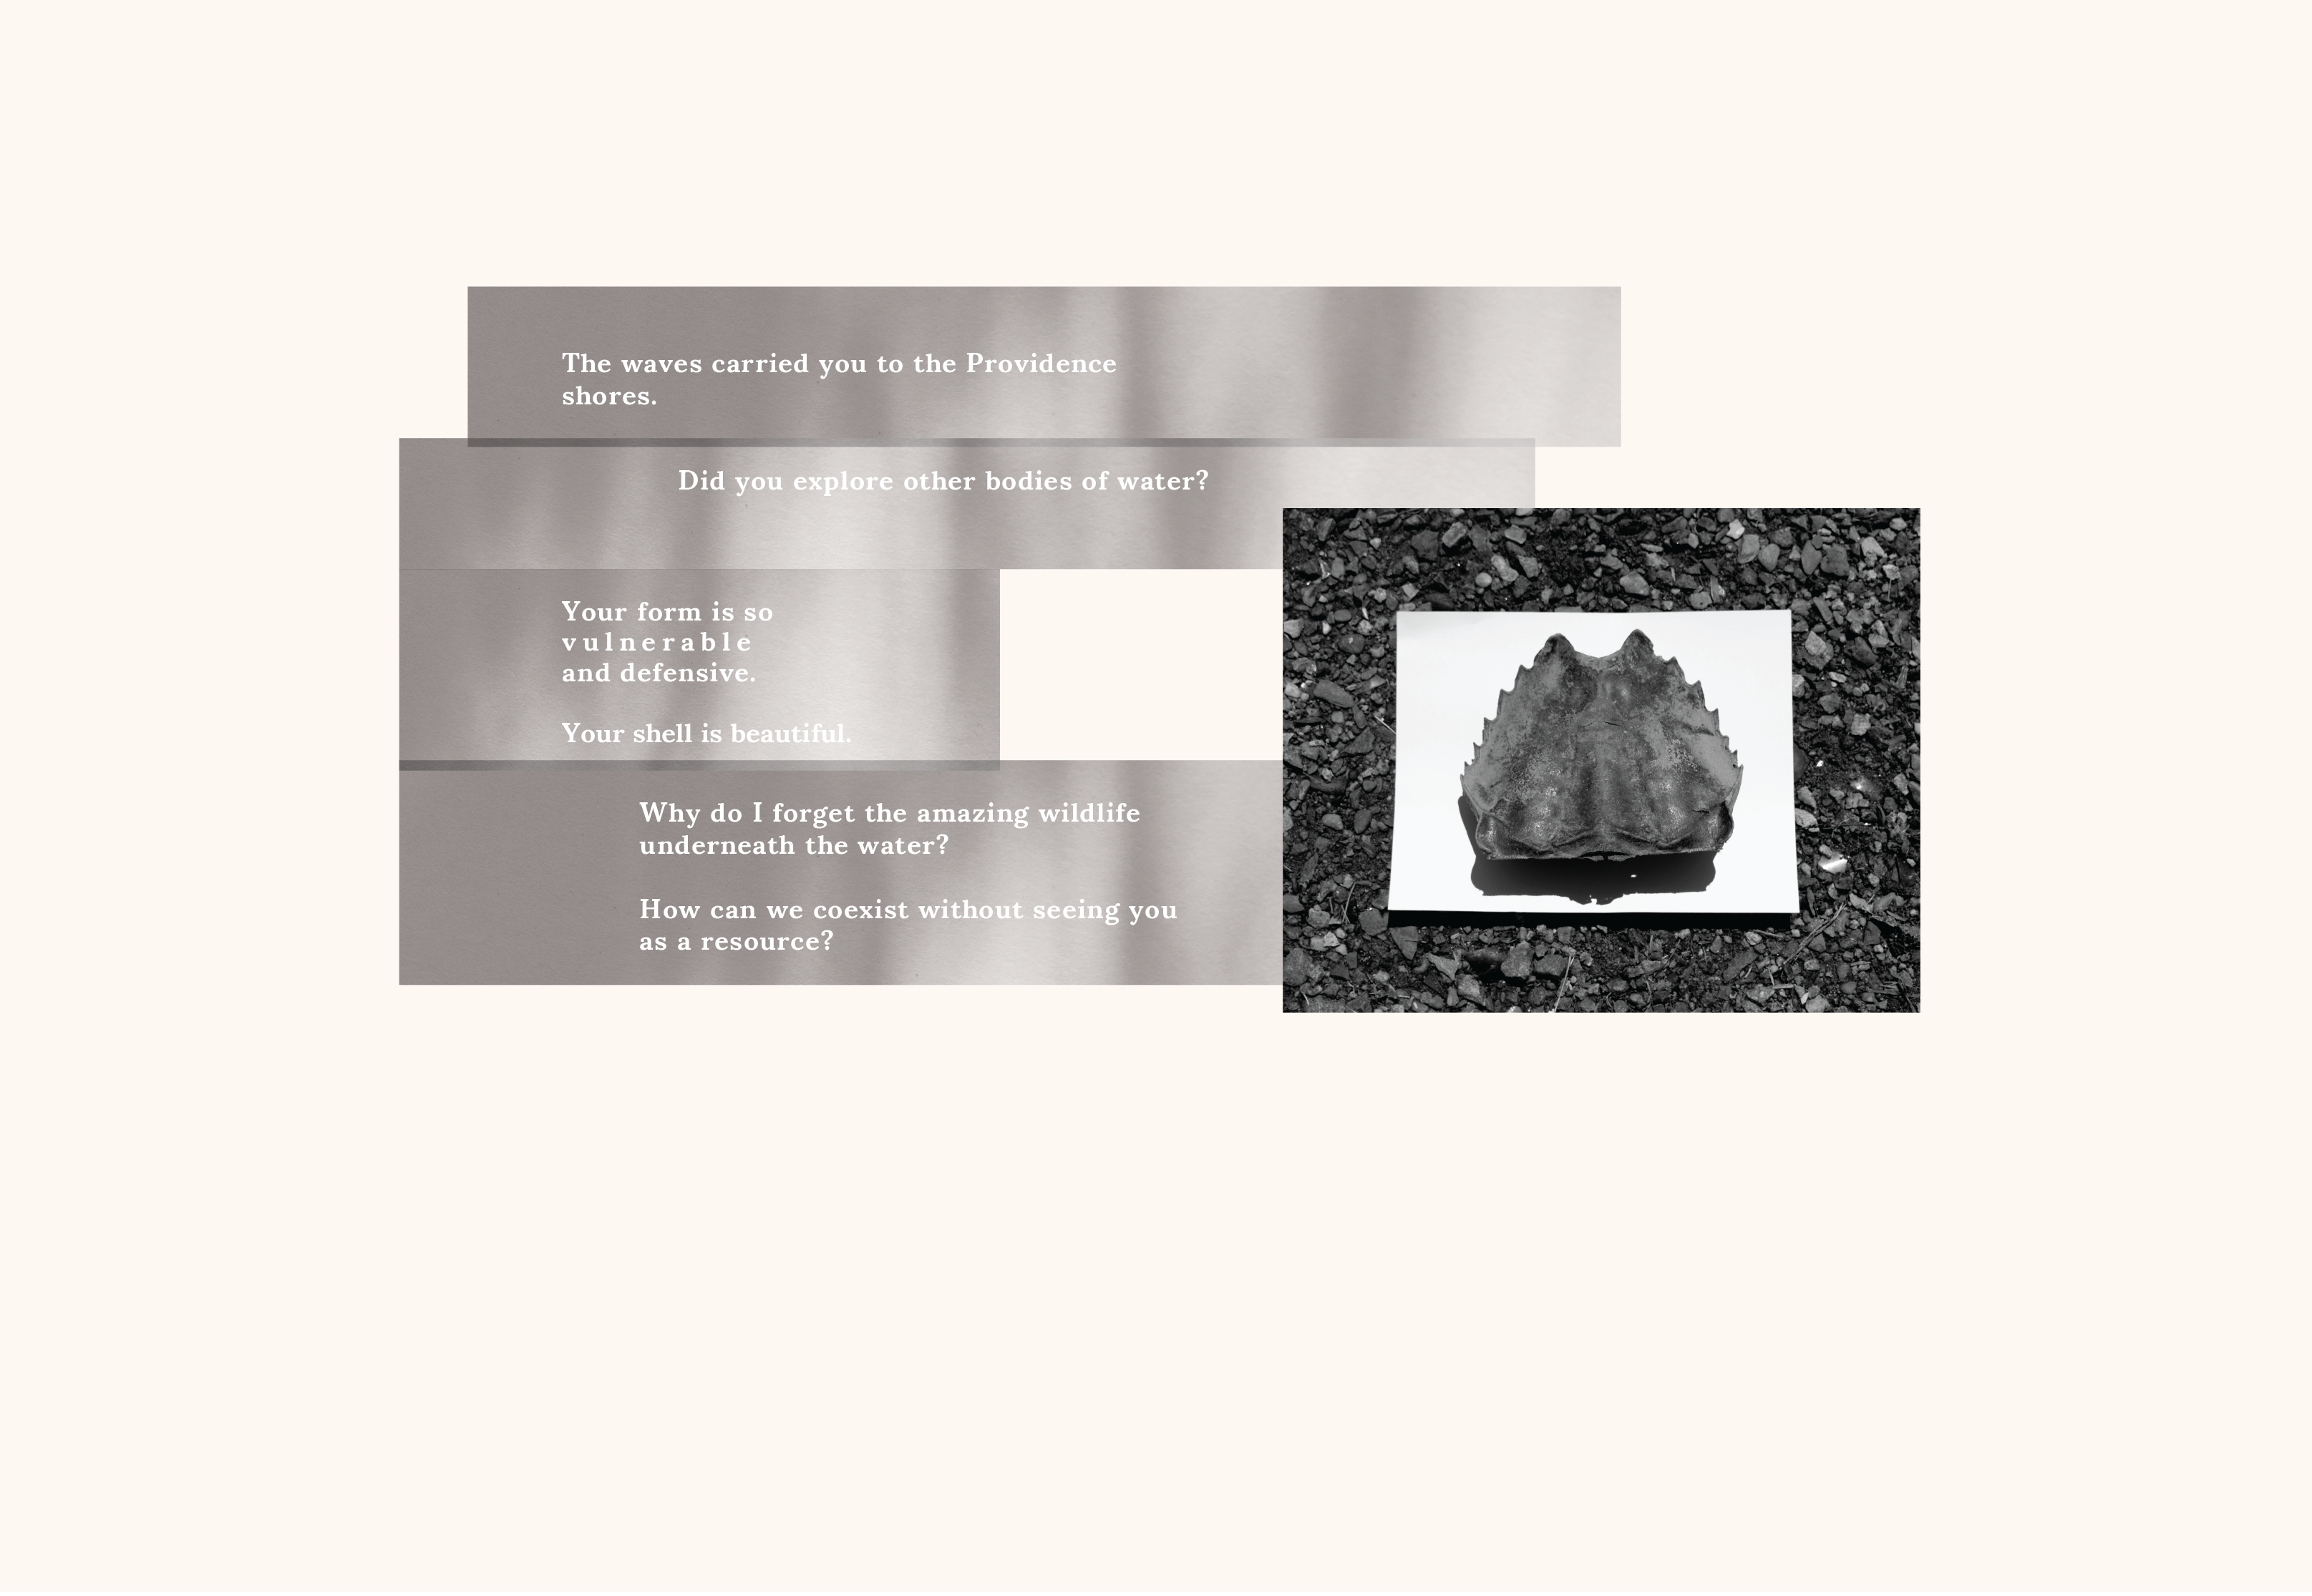 The waves carried you to the Providence
shores.
Did you explore other bodies of water?
Your form is so
vulnerable
and defensive.
Your shell is beautiful.
Why do I forget the amazing wildlife
underneath the water?
How can we coexist without seeing you
as a resource?